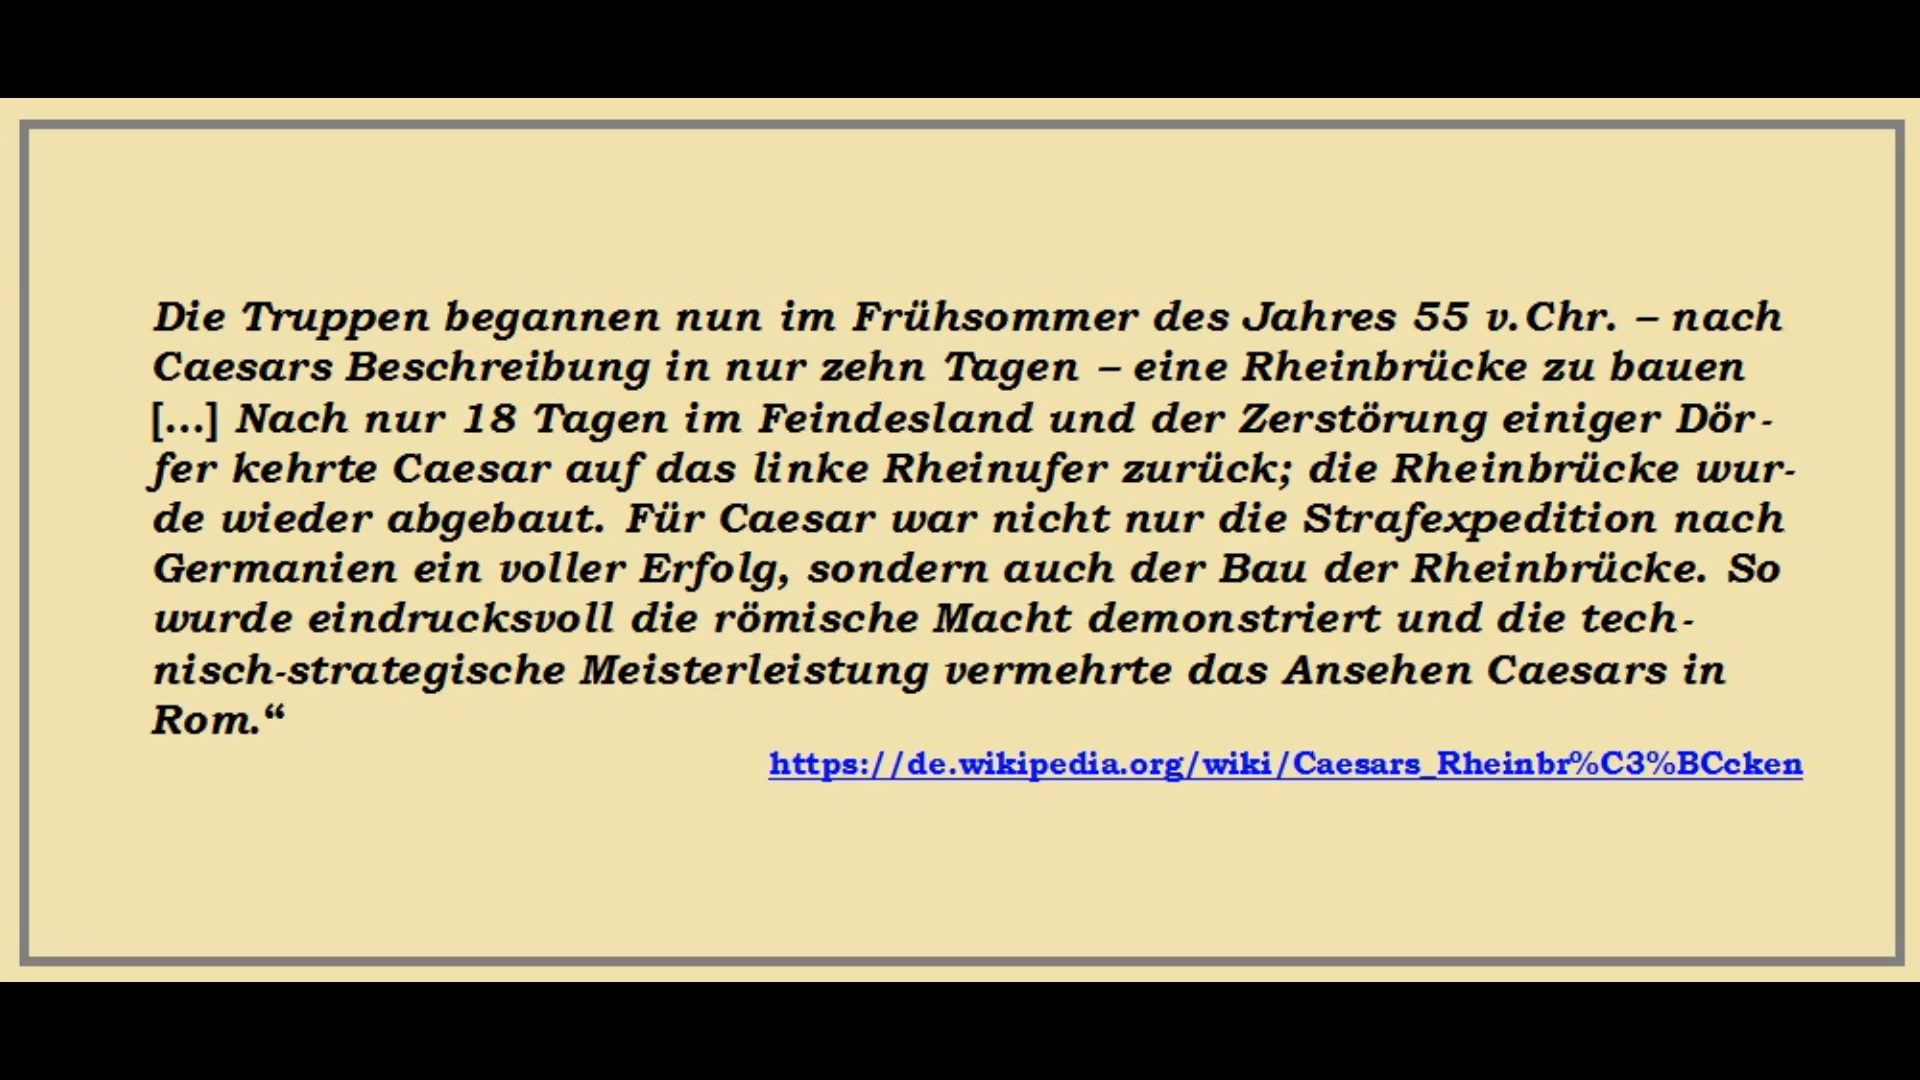 Die Truppen begannen nun im Frühsommer des Jahres 55 v.Chr. – nach
Caesars Beschreibung in nur zehn Tagen – eine Rheinbrücke zu bauen
[...] Nach nur 18 Tagen im Feindesland und der Zerstörung einiger Dör-
fer kehrte Caesar auf das linke Rheinufer zurück; die Rheinbrücke wur-
de wieder abgebaut. Für Caesar war nicht nur die Strafexpedition nach
Germanien ein voller Erfolg, sondern auch der Bau der Rheinbrücke. So
wurde eindrucksvoll die römische Macht demonstriert und die tech-
nisch-strategische Meisterleistung vermehrte das Ansehen Caesars in
Rom.“
https://de.wikipedia.org/wiki/Caesars_Rheinbr%C3%BCcken